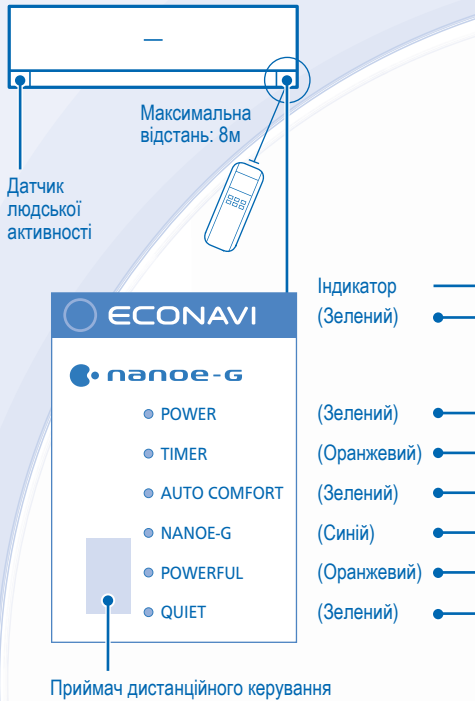 Максимальна
відстань: 8м
Датчик
людської
активності
Індикатор
ECONAVI
(Зелений)
nanoe-G
POWER
(Зелений)
TIMER
(Оранжевий)
AUTO COMFORT
(Зелений)
NANOE-G
(Синій)
POWERFUL
(Оранжевий)
QUIET
(Зелений)
Приймач дистанційного керування